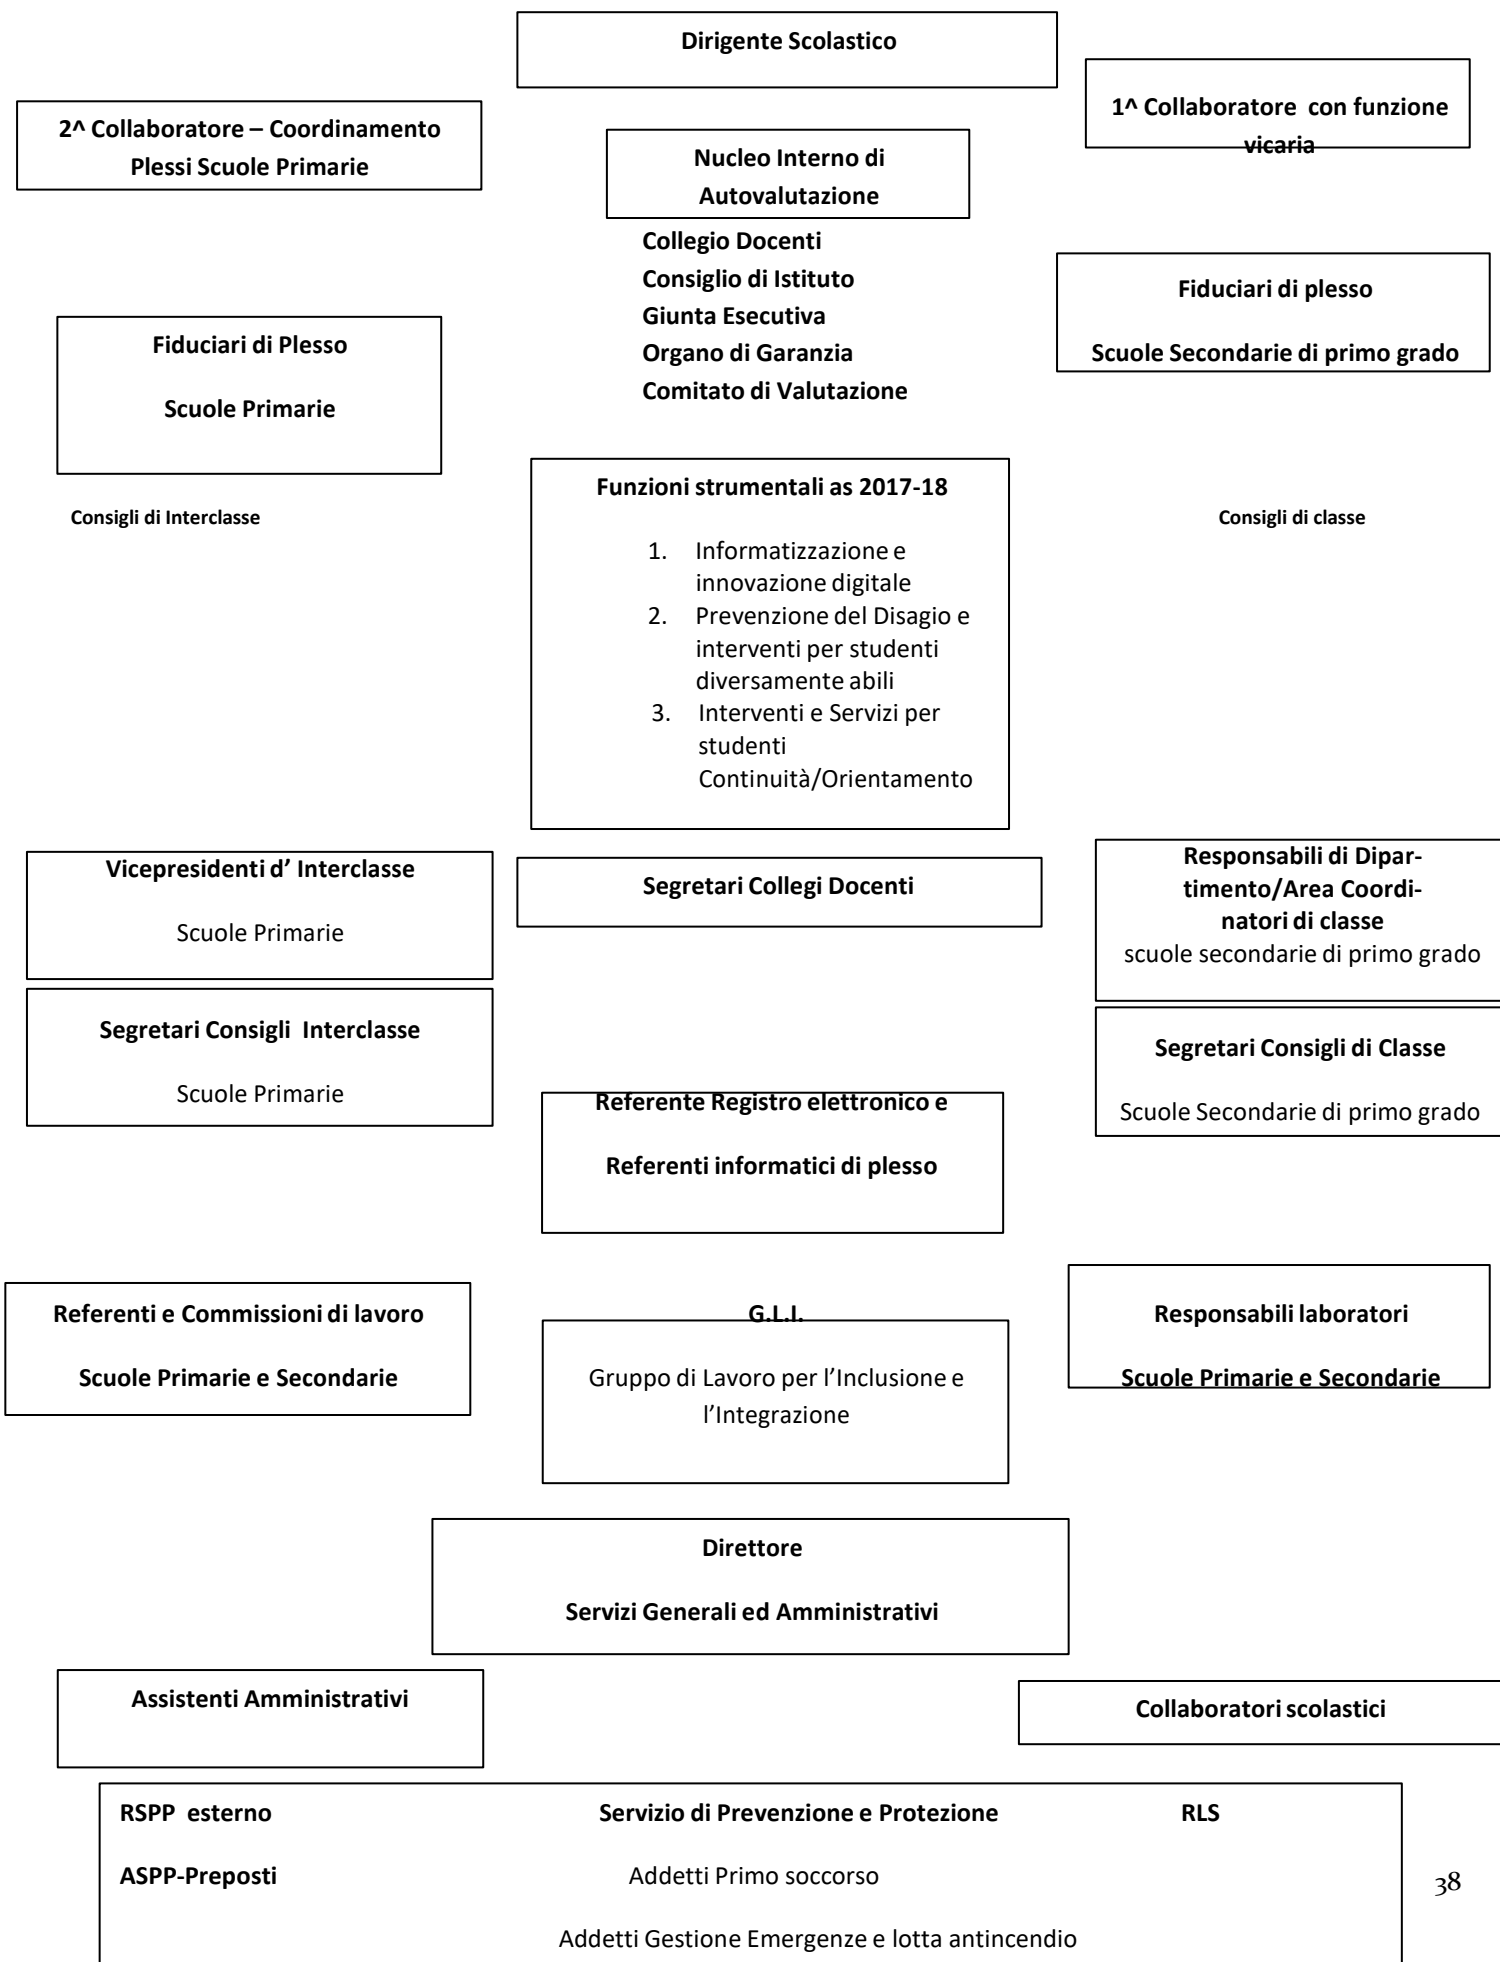 Dirigente Scolastico
1^ Collaboratore con funzione
vicaria
2^ Collaboratore – Coordinamento
Plessi Scuole Primarie
Nucleo Interno di
Autovalutazione
Collegio Docenti
Consiglio di Istituto
Giunta Esecutiva
Organo di Garanzia
Comitato di Valutazione
Fiduciari di plesso
Scuole Secondarie di primo grado
Fiduciari di Plesso
Scuole Primarie
Funzioni strumentali as 2017-18
1. Informatizzazione e
innovazione digitale
2. Prevenzione del Disagio e
interventi per studenti
diversamente abili
3. Interventi e Servizi per
studenti
Continuità/Orientamento
Consigli di Interclasse
Consigli di classe
Vicepresidenti d’ Interclasse
Scuole Primarie
Segretari Collegi Docenti
Responsabili di Dipar-
timento/Area Coordi-
natori di classe
scuole secondarie di primo grado
Segretari Consigli Interclasse
Scuole Primarie
Segretari Consigli di Classe
Scuole Secondarie di primo grado
Referente Registro elettronico e
Referenti informatici di plesso
Referenti e Commissioni di lavoro
Scuole Primarie e Secondarie
G.L.I.
Gruppo di Lavoro per l’Inclusione e
l’Integrazione
Responsabili laboratori
Scuole Primarie e Secondarie
Direttore
Servizi Generali ed Amministrativi
Assistenti Amministrativi
Collaboratori scolastici
RSPP esterno Servizio di Prevenzione e Protezione RLS
ASPP-Preposti Addetti Primo soccorso
Addetti Gestione Emergenze e lotta antincendio
38